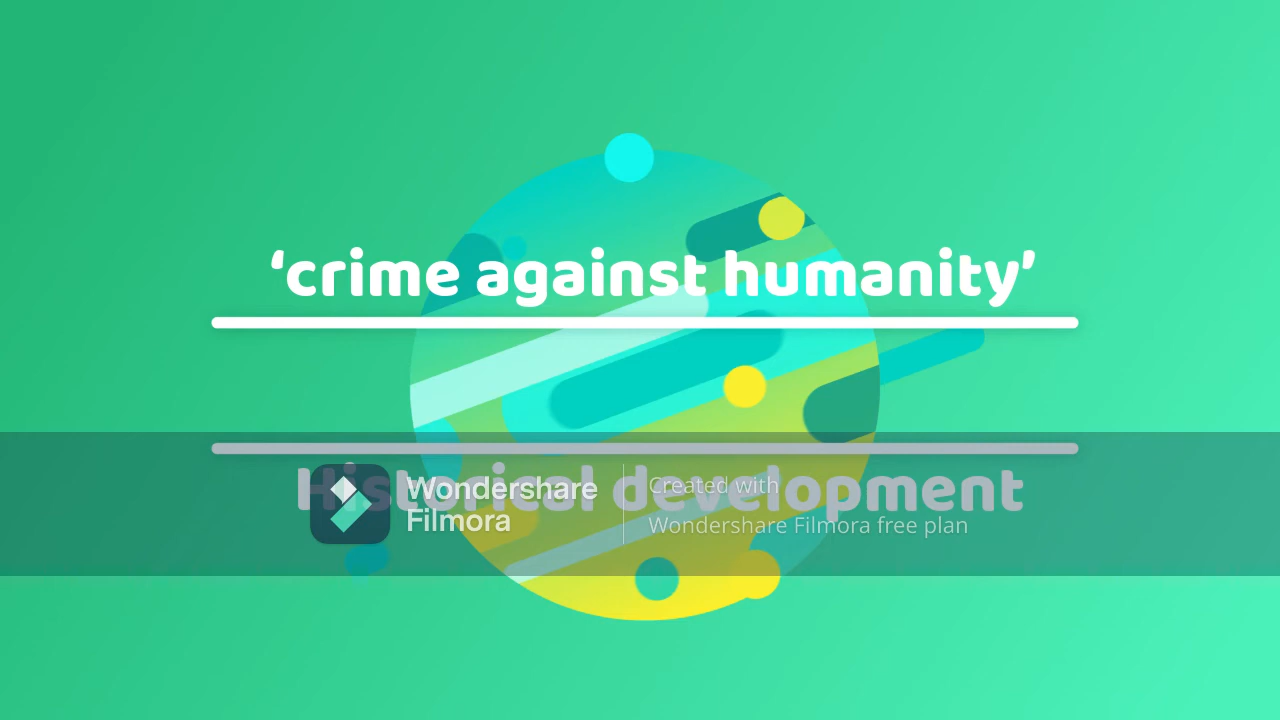 ‘crime against humanity’
Historical development
Wondershare
Filmora
Created with
Wondershare Filmora free plan